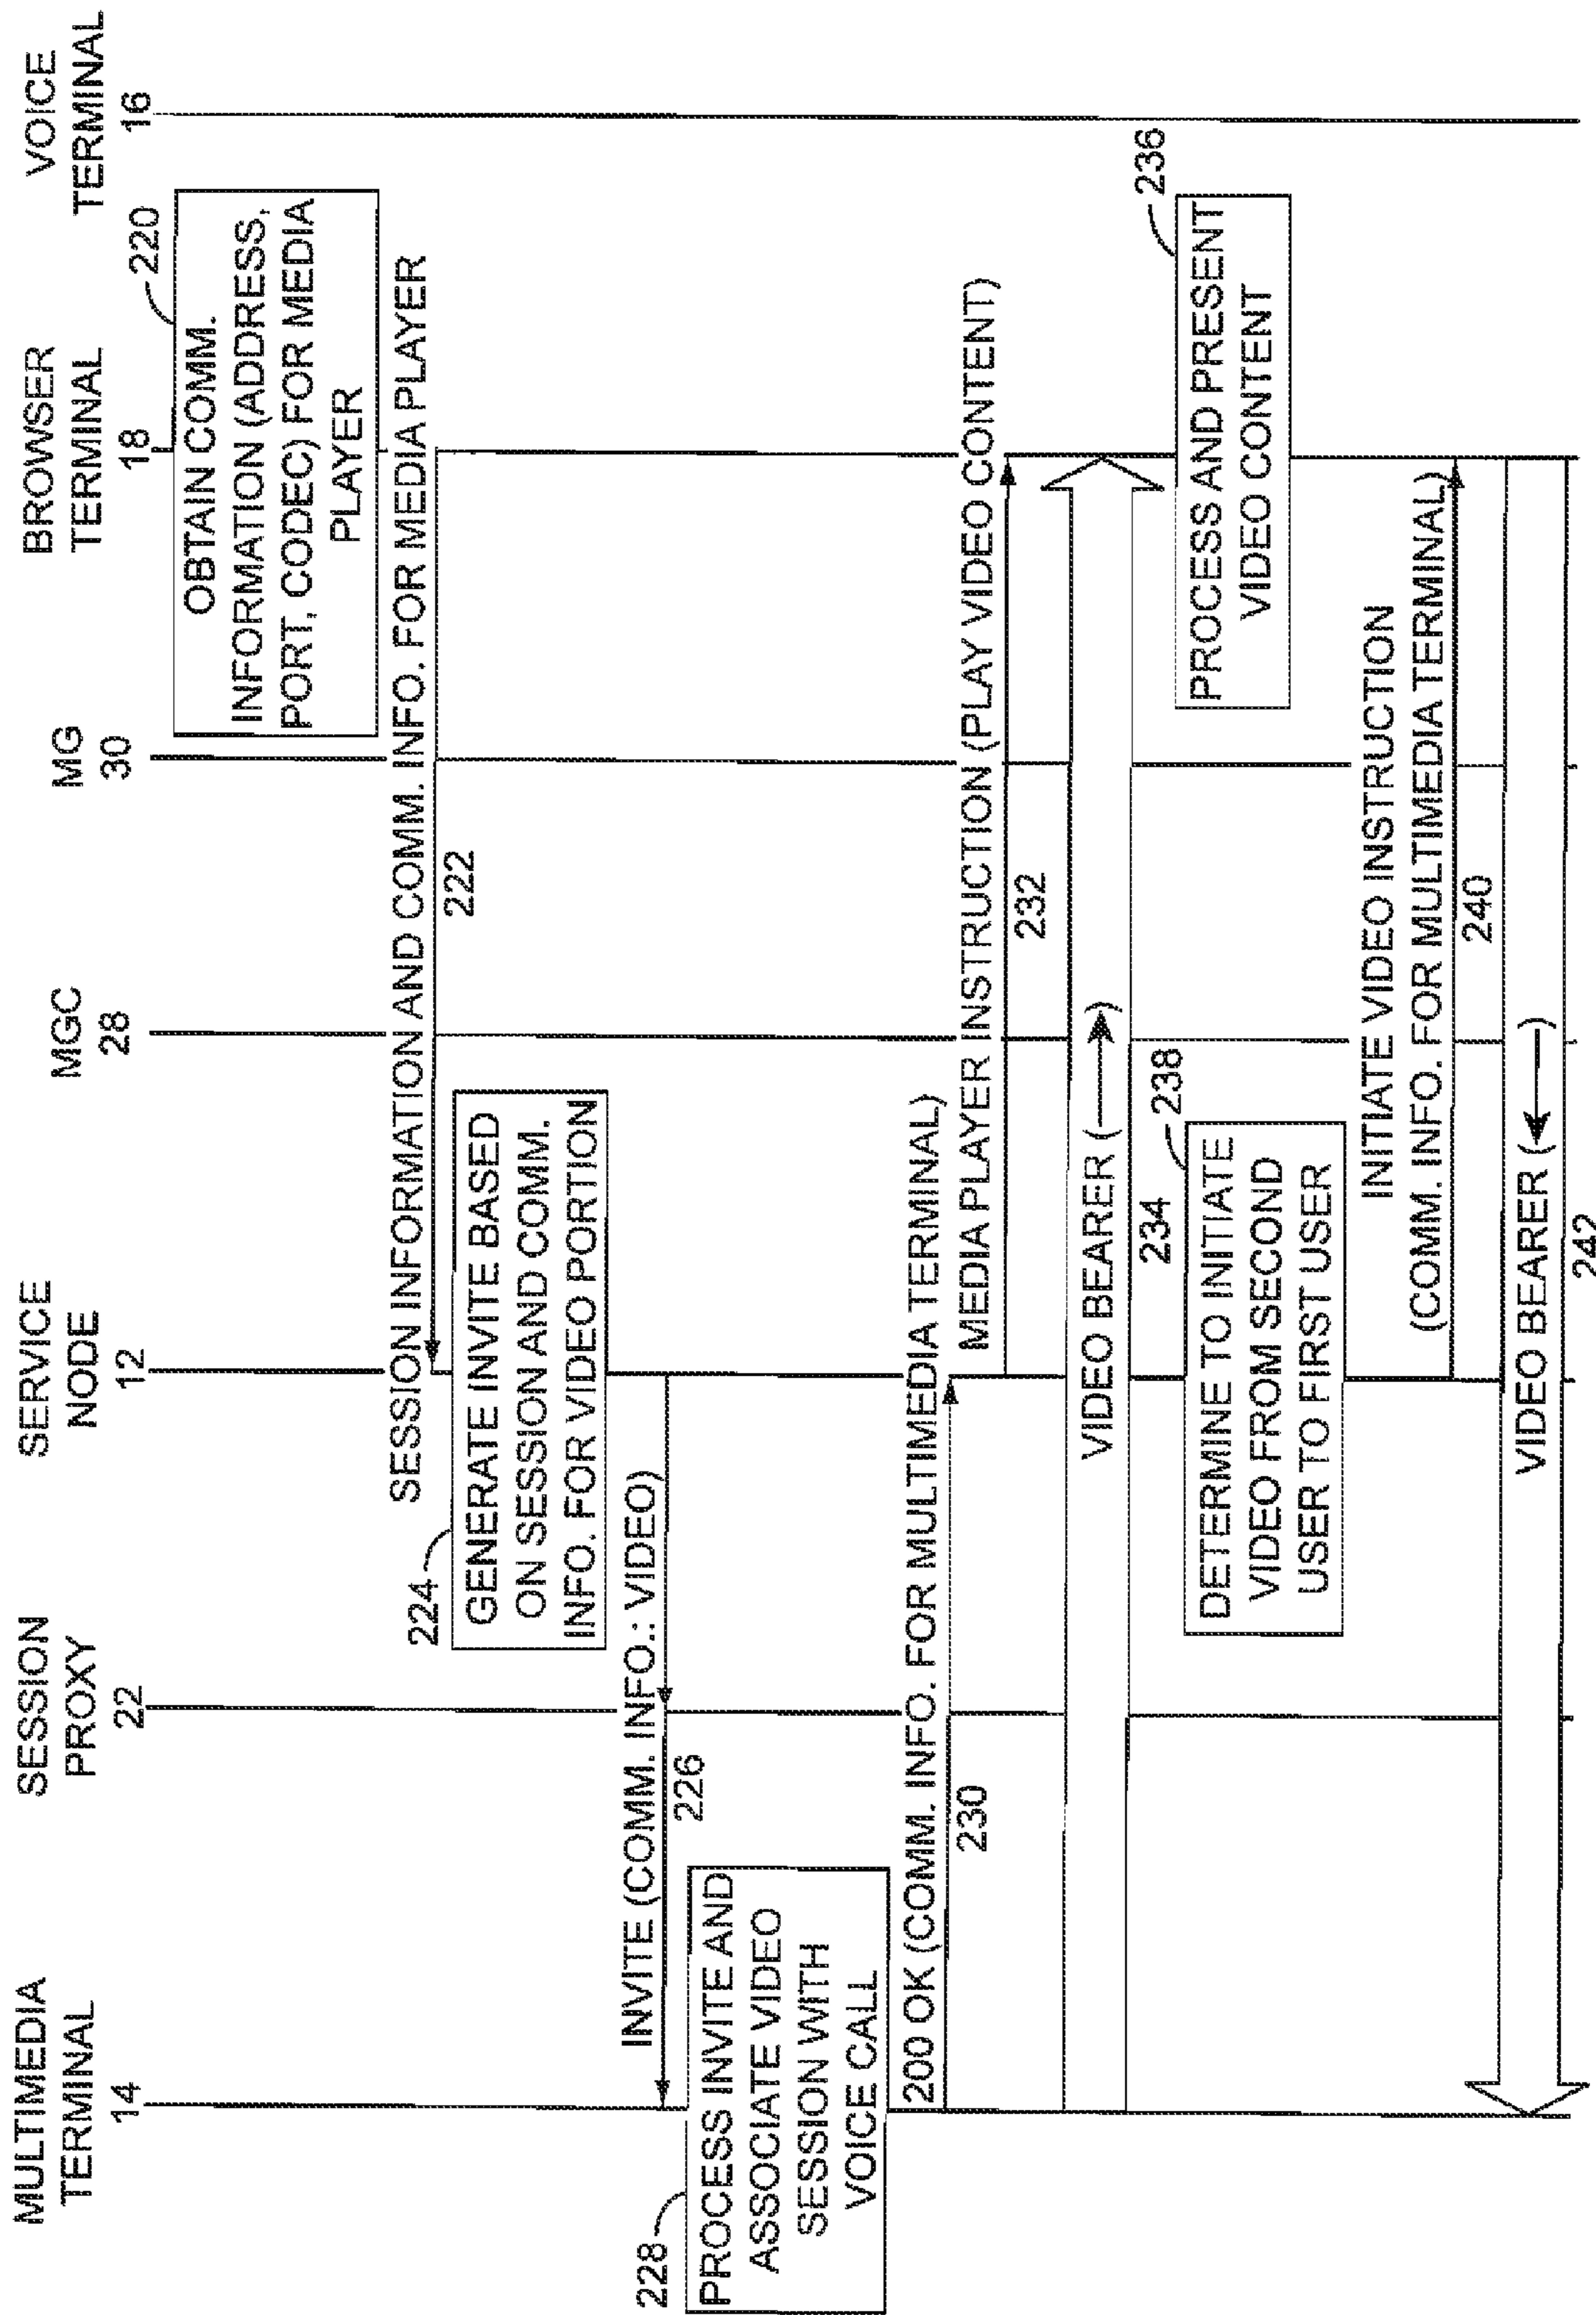 MULTIMEDIA
TERMINAL
14
SESSION
PROXY
22
SERVICE
NODE
12
MGC
28
MG
30
BROWSER
TERMINAL
18
VOICE
TERMINAL
16
220
OBTAIN COMM.
INFORMATION (ADDRESS,
PORT, CODEC) FOR MEDIA
PLAYER
SESSION INFORMATION AND COMM. INFO. FOR MEDIA PLAYER
222
224
GENERATE INVITE BASED
ON SESSION AND COMM.
INFO. FOR VIDEO PORTION
INVITE (COMM. INFO.: VIDEO)
226
228
PROCESS INVITE AND
ASSOCIATE VIDEO
SESSION WITH
VOICE CALL
200 OK (COMM. INFO. FOR MULTIMEDIA TERMINAL)
230
MEDIA PLAYER INSTRUCTION (PLAY VIDEO CONTENT)
232
VIDEO BEARER ( )
234
236
PROCESS AND PRESENT
VIDEO CONTENT
238
DETERMINE TO INITIATE
VIDEO FROM SECOND
USER TO FIRST USER
INITIATE VIDEO INSTRUCTION
(COMM. INFO. FOR MULTIMEDIA TERMINAL)
240
VIDEO BEARER ( )
242